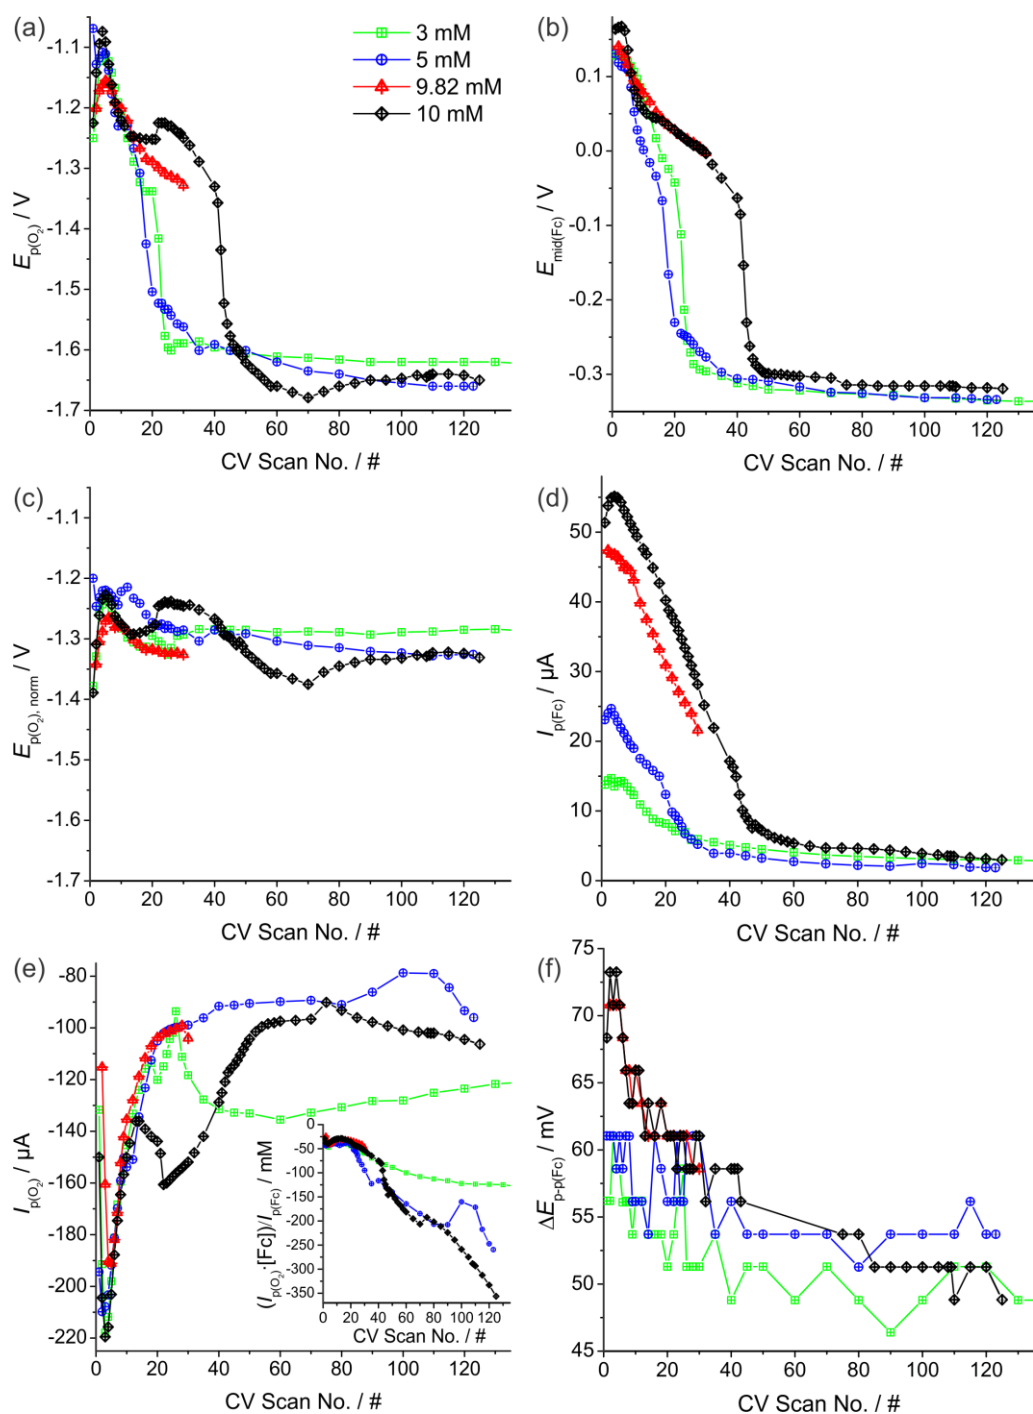 (a)
3 mM
5 mM
9.82 mM
10 mM
-1.1
-1.2
-1.3
-1.4
-1.5
-1.6
-1.7
E_p(O₂) / V
0 20 40 60 80 100 120
CV Scan No. / #
(b)
0.1
0.0
-0.1
-0.2
-0.3
E_mid(Fc) / V
0 20 40 60 80 100 120
CV Scan No. / #
(c)
-1.1
-1.2
-1.3
-1.4
-1.5
-1.6
-1.7
E_p(O₂), norm / V
0 20 40 60 80 100 120
CV Scan No. / #
(d)
50
40
30
20
10
0
I_p(Fc) / µA
0 20 40 60 80 100 120
CV Scan No. / #
(e)
-80
-100
-120
-140
-160
-180
-200
-220
I_p(O₂) / µA
0 20 40 60 80 100 120
CV Scan No. / #
0
-50
-100
-150
-200
-250
-300
-350
(I_p(O₂)·[Fc])/I_p(Fc) / mM
0 20 40 60 80 100 120
CV Scan No. / #
(f)
75
70
65
60
55
50
45
ΔE_p-p(Fc) / mV
0 20 40 60 80 100 120
CV Scan No. / #